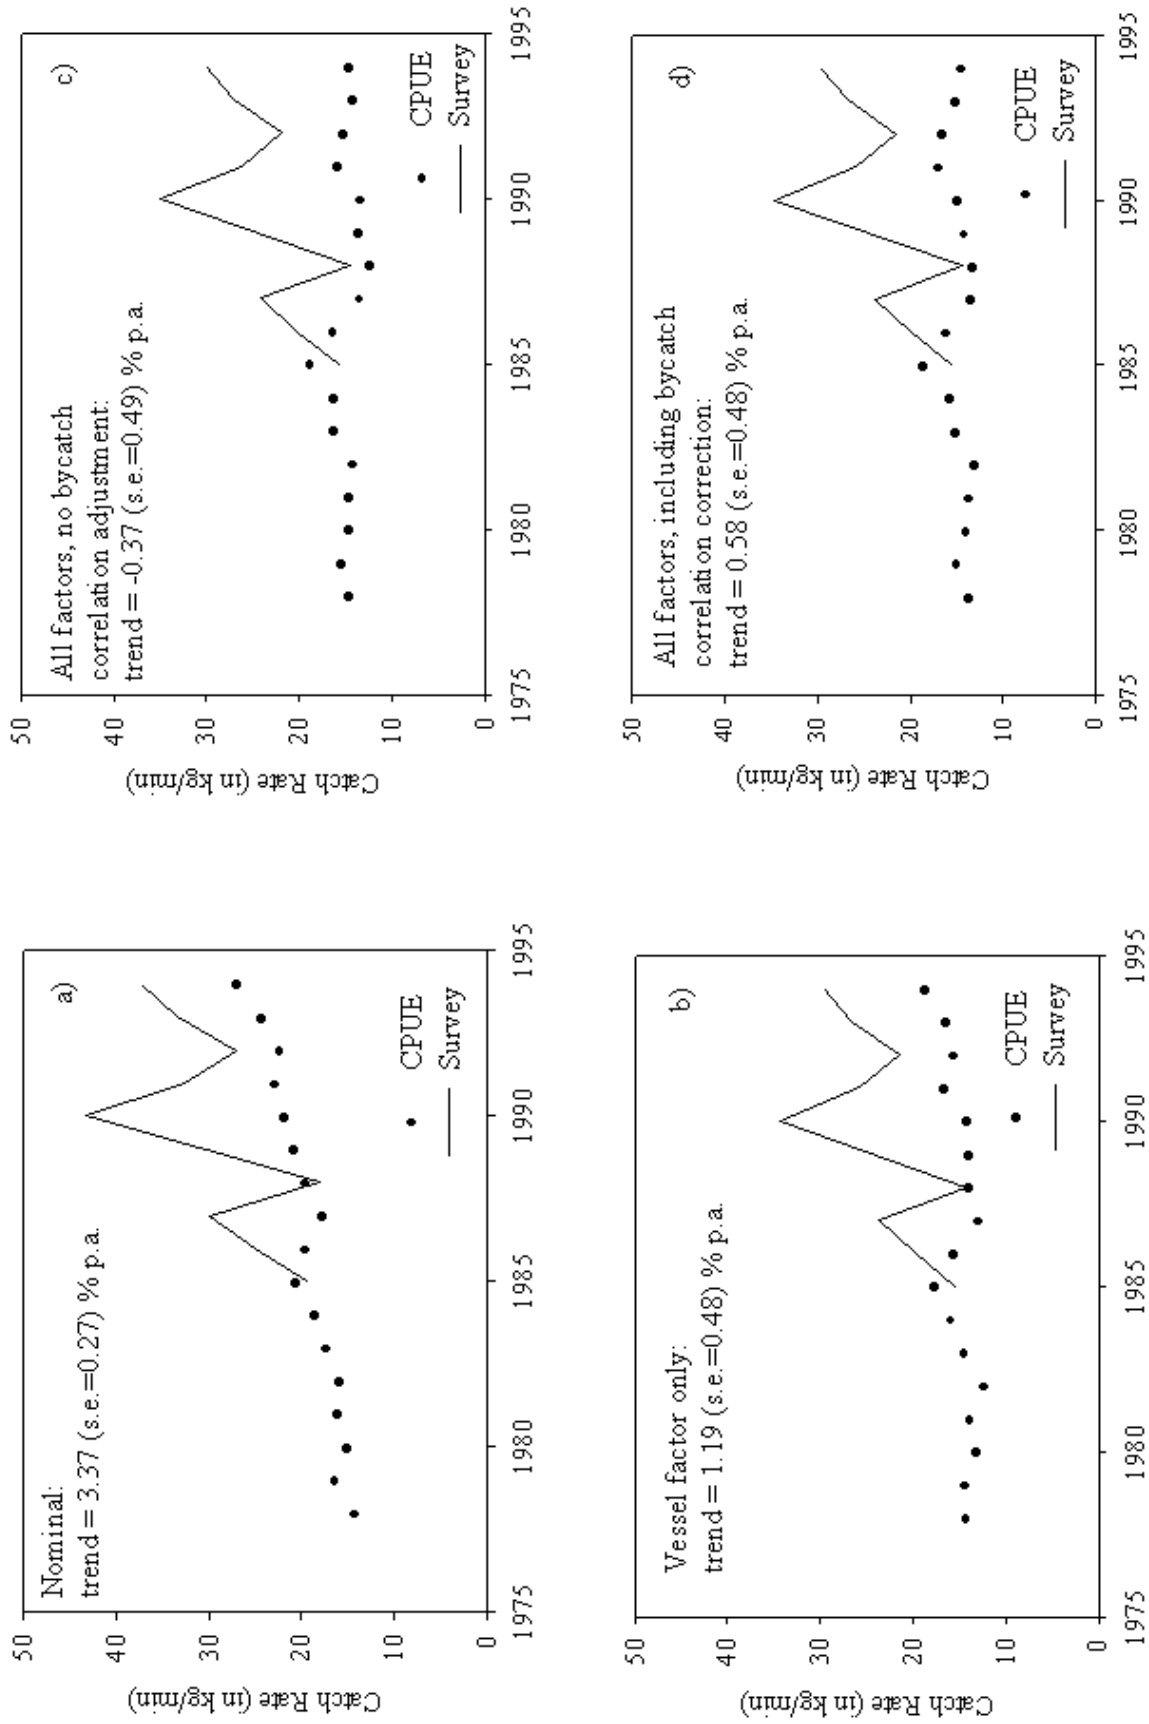 Nominal:
trend = 3.37 (s.e.=0.27) % p.a.
a)
50
40
30
20
10
0
Catch Rate (in kg/min)
1975
1980
1985
1990
1995
CPUE
Survey
Vessel factor only:
trend = 1.19 (s.e.=0.48) % p.a.
b)
50
40
30
20
10
0
Catch Rate (in kg/min)
1975
1980
1985
1990
1995
CPUE
Survey
All factors, no bycatch
correlation adjustment:
trend = -0.37 (s.e.=0.49) % p.a.
c)
50
40
30
20
10
0
Catch Rate (in kg/min)
1975
1980
1985
1990
1995
CPUE
Survey
All factors, including bycatch
correlation correction:
trend = 0.58 (s.e.=0.48) % p.a.
d)
50
40
30
20
10
0
Catch Rate (in kg/min)
1975
1980
1985
1990
1995
CPUE
Survey